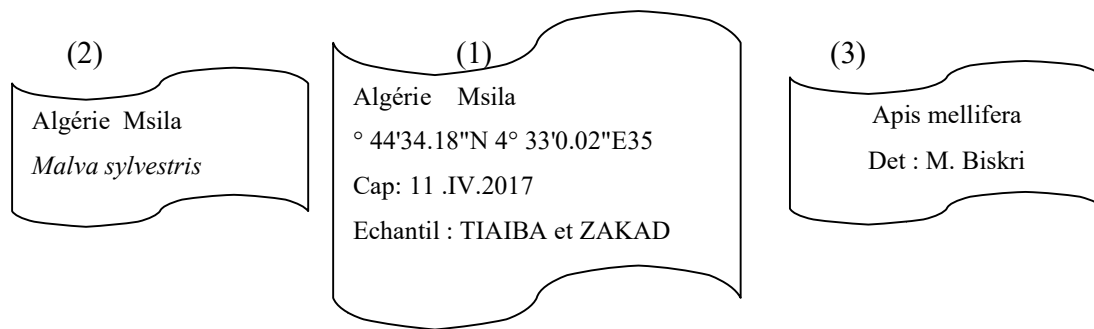 (2)
Algérie Msila
Malva sylvestris
(1)
Algérie Msila
° 44'34.18"N 4° 33'0.02"E35
Cap: 11 .IV.2017
Echantil : TIAIBA et ZAKAD
(3)
Apis mellifera
Det : M. Biskri